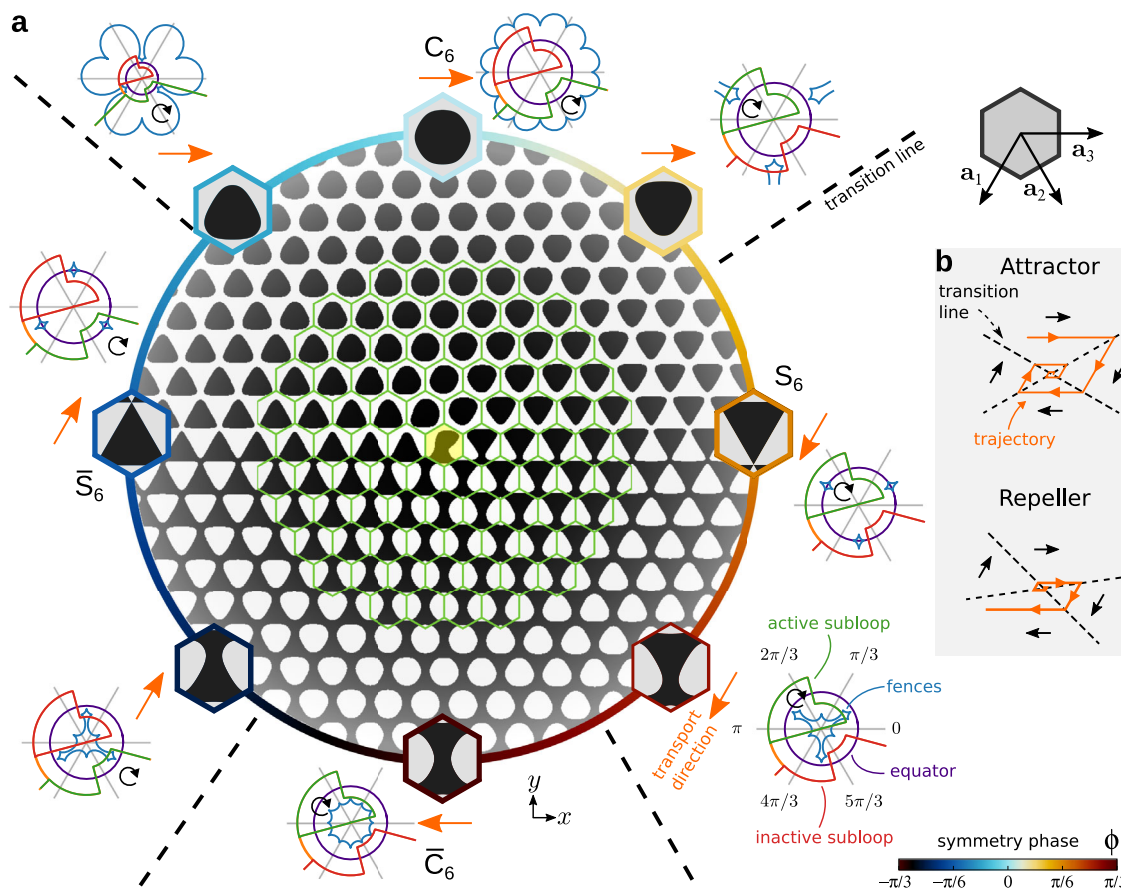 a
C₆
transition line
a₁
a₂
a₃
b
Attractor
transition
line
trajectory
Repeller
S₆
S̅₆
active subloop
2π/3
π/3
fences
π
0
equator
4π/3
5π/3
inactive subloop
transport
direction
y
x
C̅₆
symmetry phase ϕ
−π/3 −π/6 0 π/6 π/3